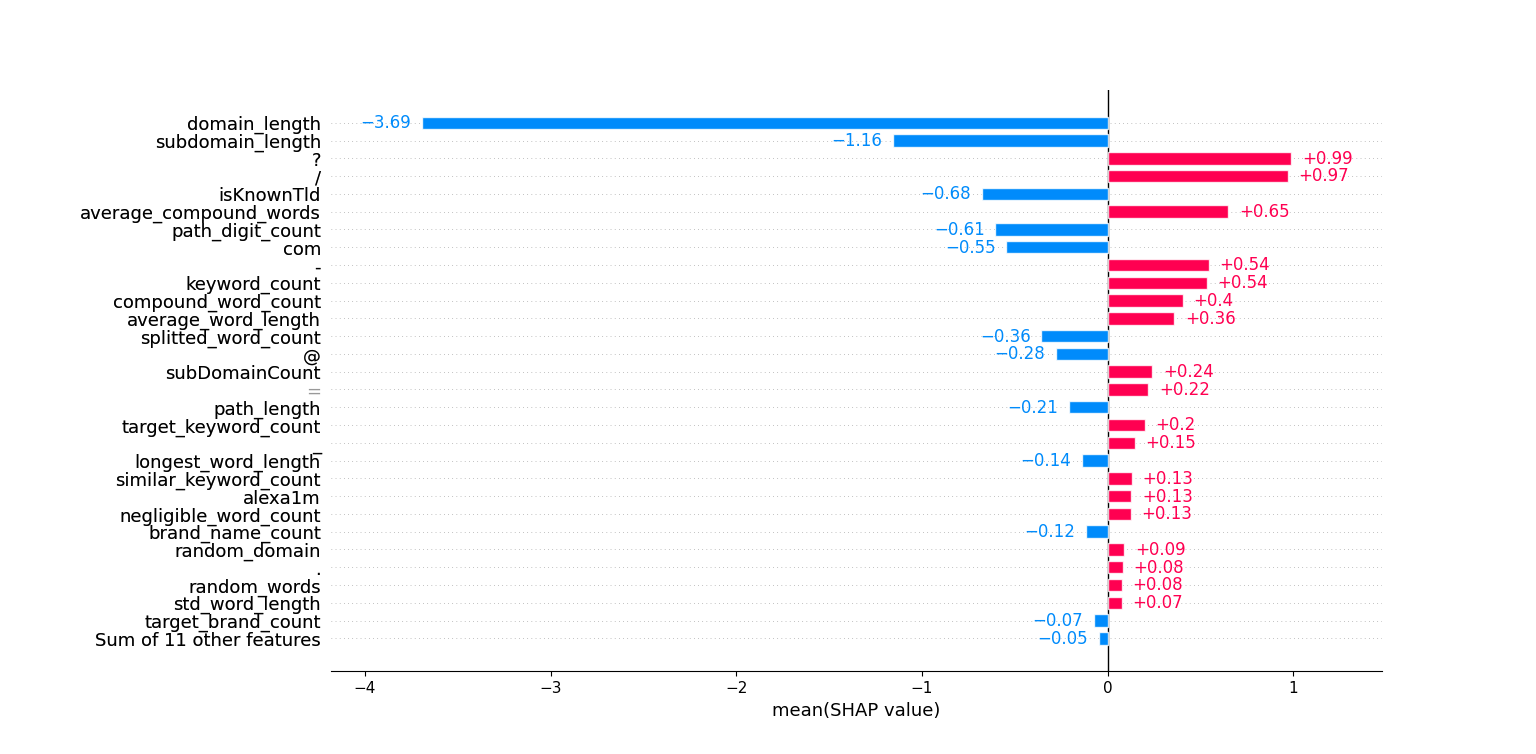 domain_length −3.69
subdomain_length −1.16
? +0.99
/ +0.97
isKnownTld −0.68
average_compound_words +0.65
path_digit_count −0.61
com −0.55
- +0.54
keyword_count +0.54
compound_word_count +0.4
average_word_length +0.36
splitted_word_count −0.36
@ −0.28
subDomainCount +0.24
= +0.22
path_length −0.21
target_keyword_count +0.2
_ +0.15
longest_word_length −0.14
similar_keyword_count +0.13
alexa1m +0.13
negligible_word_count +0.13
brand_name_count −0.12
random_domain +0.09
. +0.08
random_words +0.08
std_word_length +0.07
target_brand_count −0.07
Sum of 11 other features −0.05
−4 −3 −2 −1 0 1
mean(SHAP value)